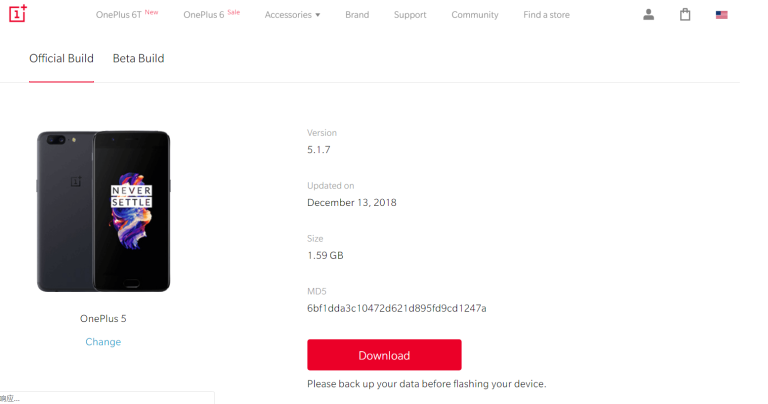 OnePlus 6T New OnePlus 6 Sale Accessories Brand Support Community Find a store
Official Build Beta Build
Version
5.1.7
Updated on
December 13, 2018
Size
1.59 GB
MD5
6bf1dda3c10472d621d895fd9cd1247a
NEVER
SETTLE
OnePlus 5
Change
Download
Please back up your data before flashing your device.
响应...